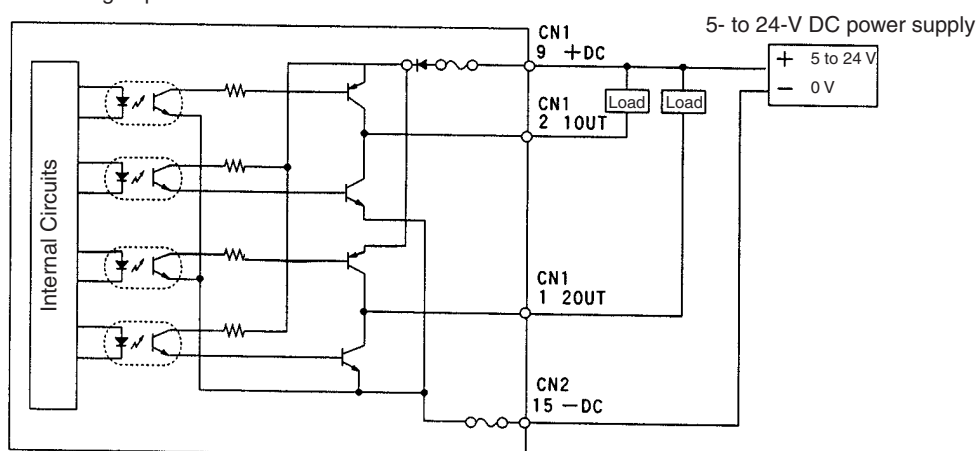 5- to 24-V DC power supply
CN1
9 +DC
+ 5 to 24 V
− 0 V
Load Load
CN1
2 1OUT
Internal Circuits
CN1
1 2OUT
CN2
15 −DC